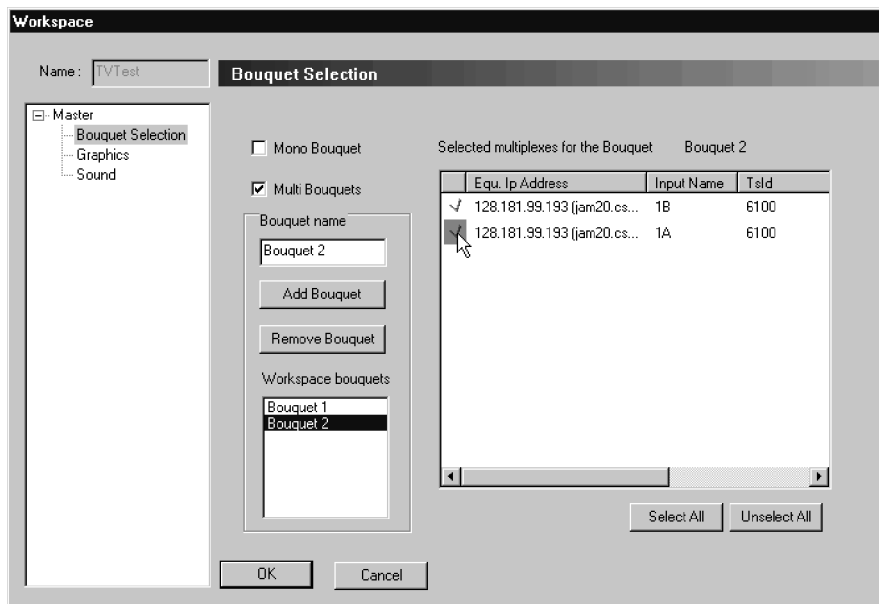 Workspace
Name : TVTest
Bouquet Selection
Master
Bouquet Selection
Graphics
Sound
Mono Bouquet
Multi Bouquets
Bouquet name
Bouquet 2
Add Bouquet
Remove Bouquet
Workspace bouquets
Bouquet 1
Bouquet 2
Selected multiplexes for the Bouquet Bouquet 2
Equ. Ip Address Input Name TsId
128.181.99.193 (jam20.cs... 1B 6100
128.181.99.193 (jam20.cs... 1A 6100
Select All Unselect All
OK Cancel